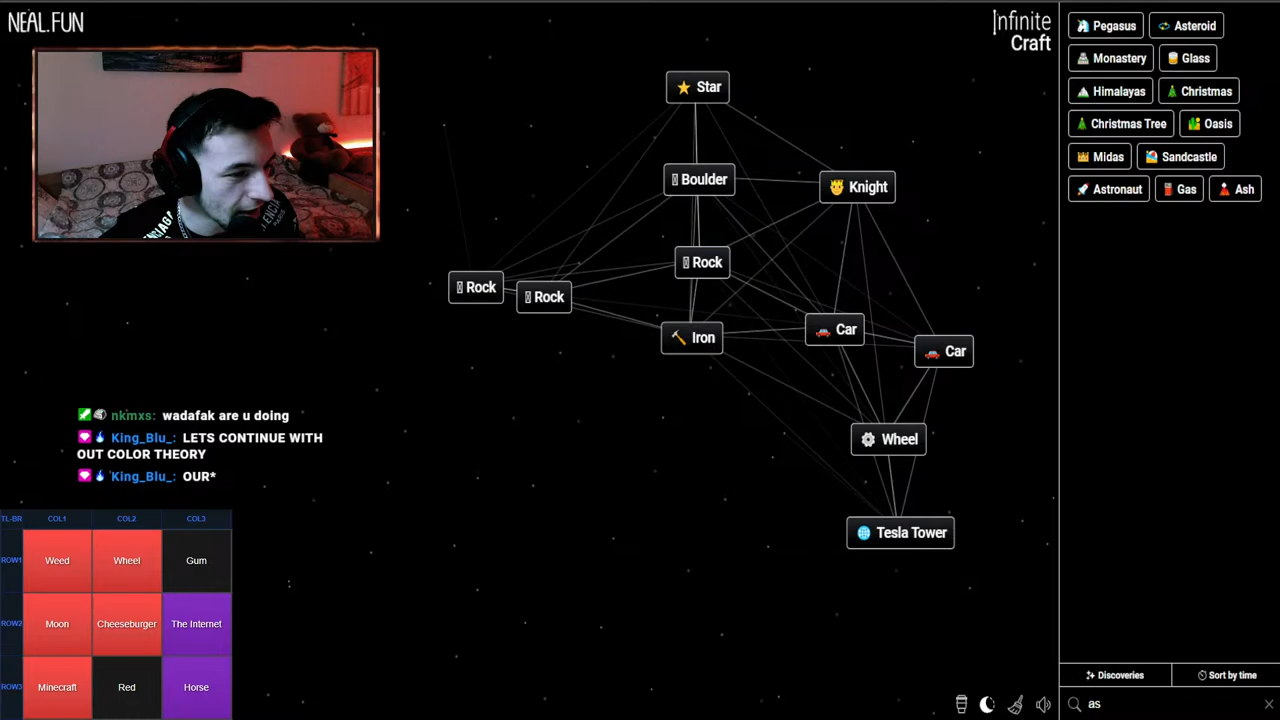 NEAL.FUN
Infinite
Craft
Star
Boulder
Knight
Rock
Rock
Rock
Iron
Car
Car
Wheel
Tesla Tower
nkmxs: wadafak are u doing
King_Blu_: LETS CONTINUE WITH
OUT COLOR THEORY
King_Blu_: OUR*
TL-BR COL1 COL2 COL3
ROW1 Weed Wheel Gum
ROW2 Moon Cheeseburger The Internet
ROW3 Minecraft Red Horse
Pegasus Asteroid
Monastery Glass
Himalayas Christmas
Christmas Tree Oasis
Midas Sandcastle
Astronaut Gas Ash
Discoveries Sort by time
as